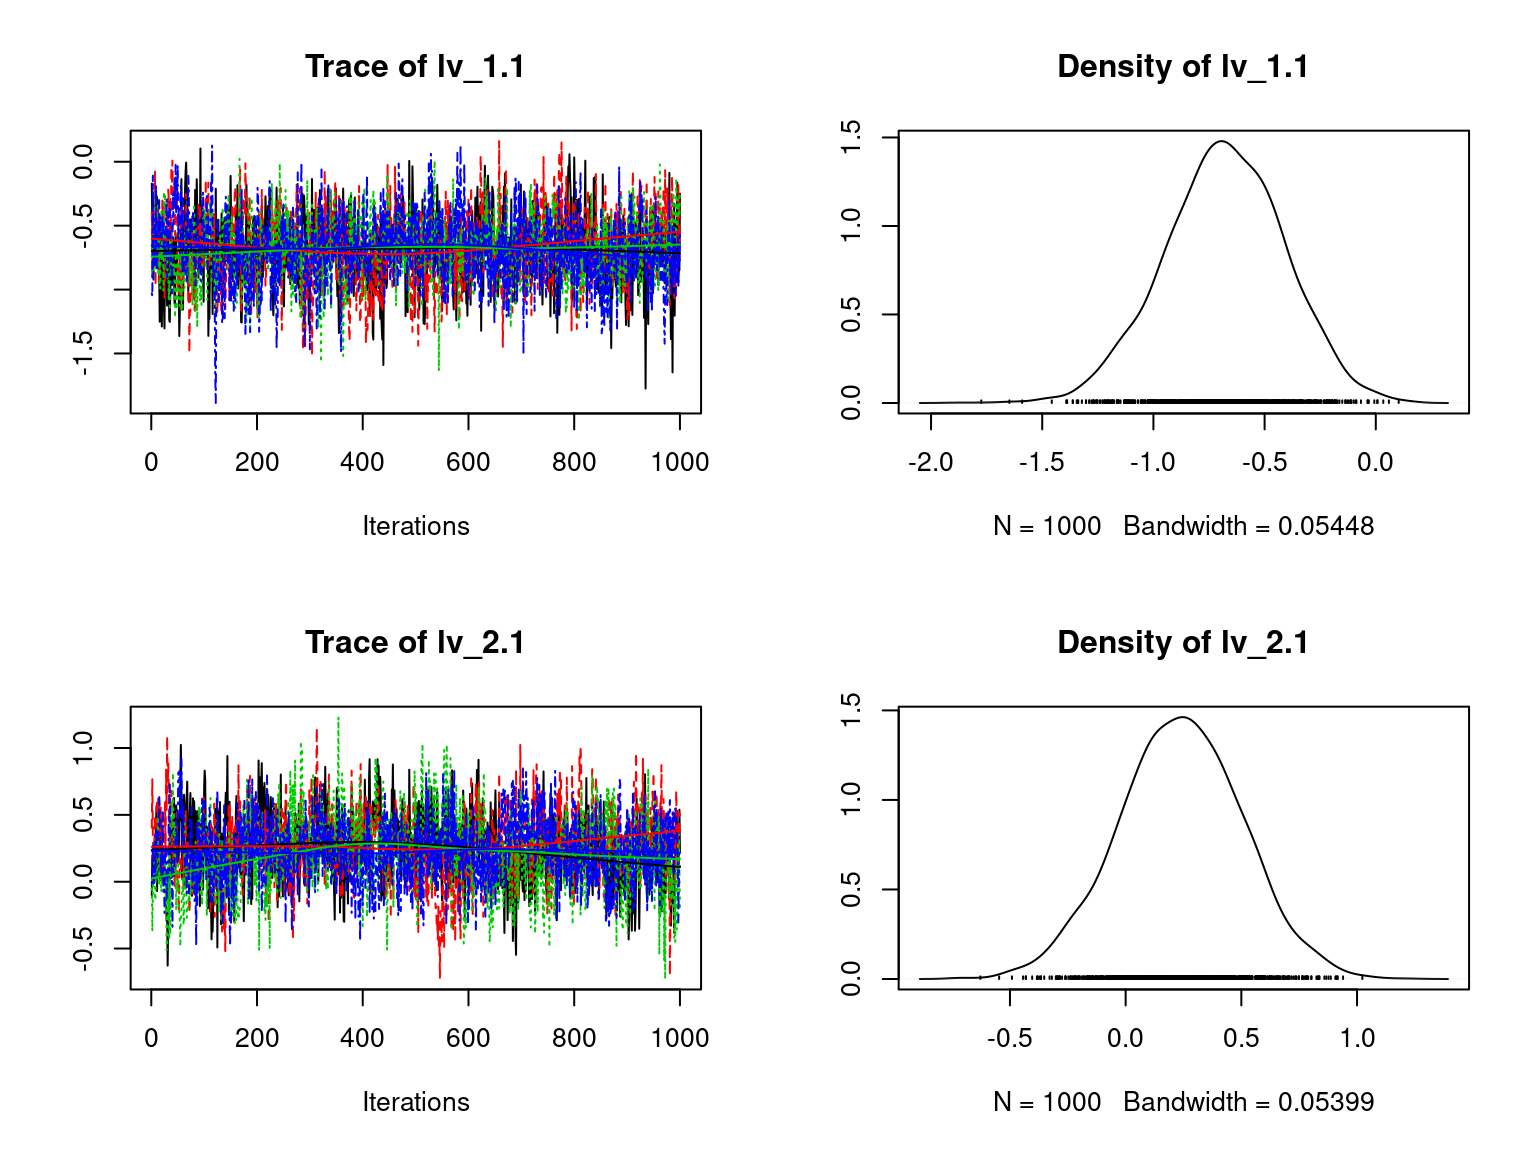 Trace of lv_1.1
0.0
-0.5
-1.5
0 200 400 600 800 1000
Iterations
Density of lv_1.1
1.5
1.0
0.5
0.0
-2.0 -1.5 -1.0 -0.5 0.0
N = 1000 Bandwidth = 0.05448
Trace of lv_2.1
1.0
0.5
0.0
-0.5
0 200 400 600 800 1000
Iterations
Density of lv_2.1
1.5
1.0
0.5
0.0
-0.5 0.0 0.5 1.0
N = 1000 Bandwidth = 0.05399